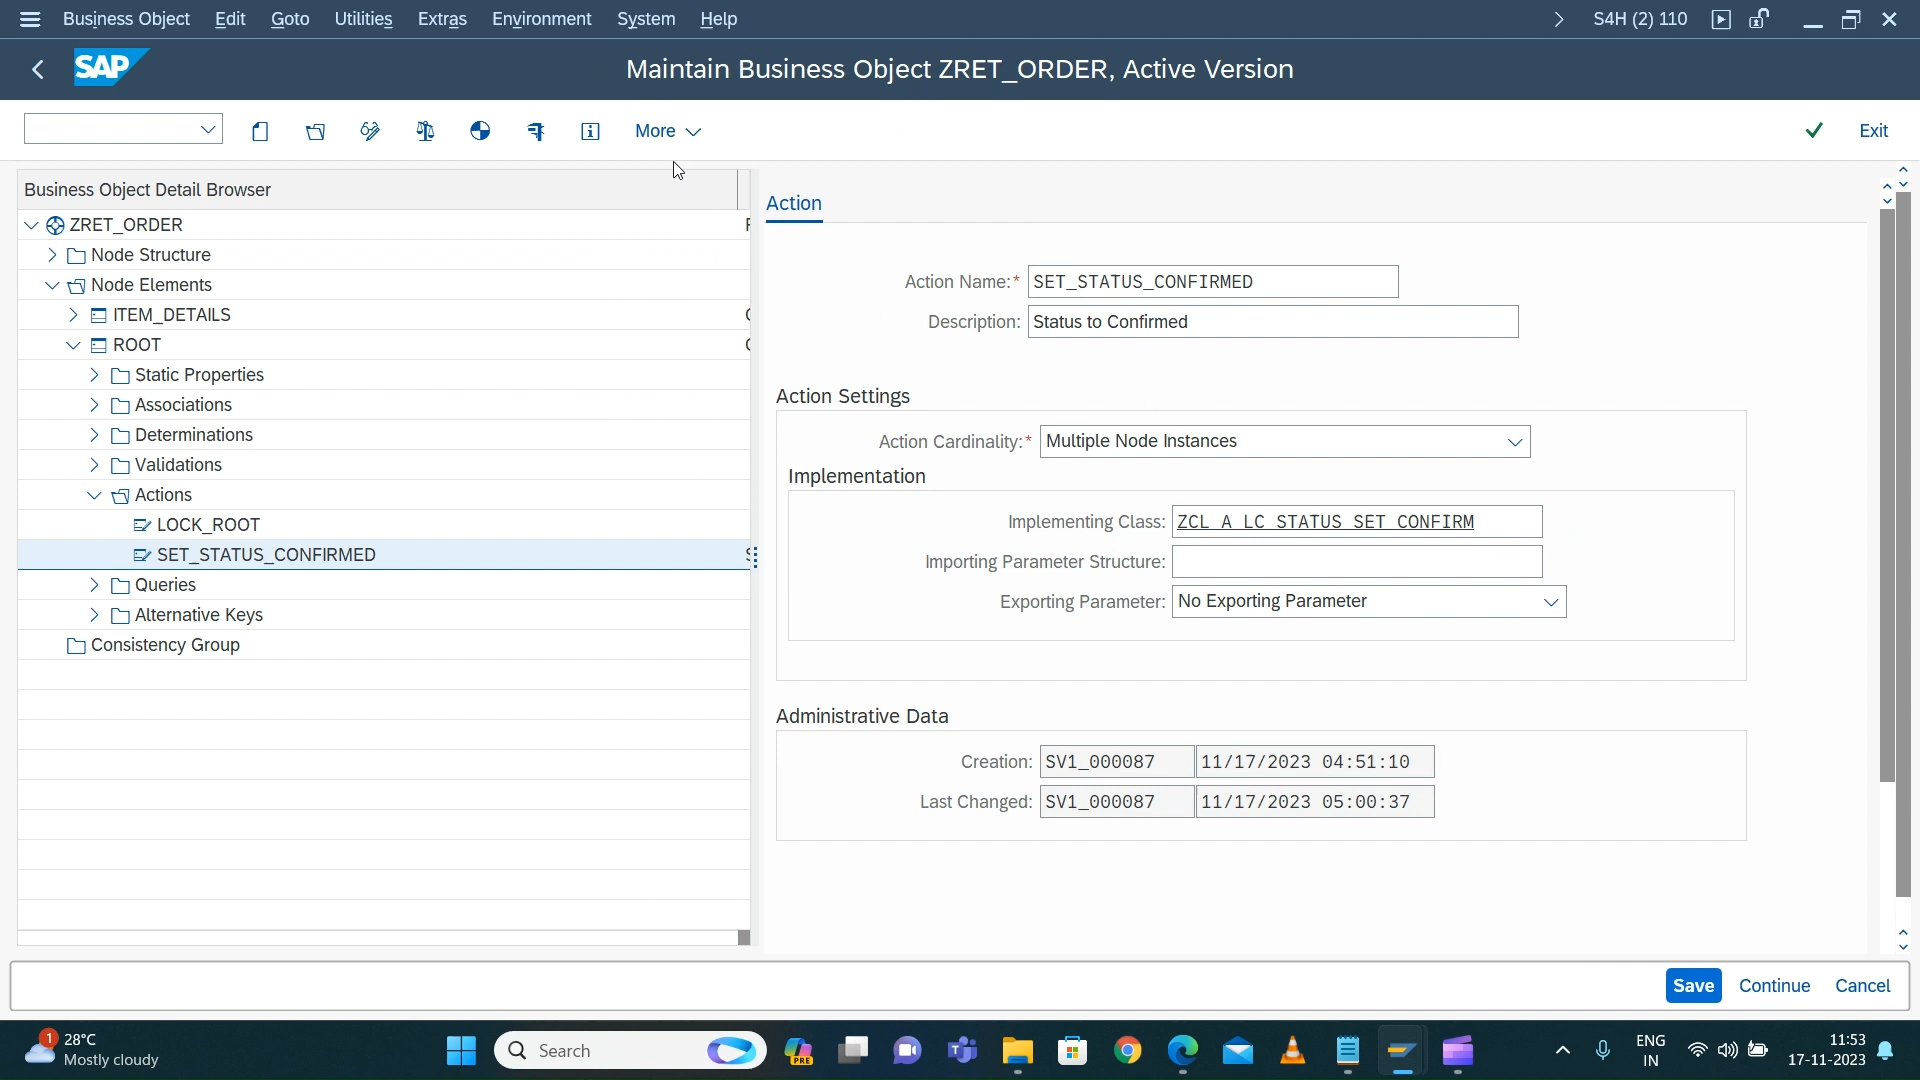 Business Object Edit Goto Utilities Extras Environment System Help S4H (2) 110
SAP Maintain Business Object ZRET_ORDER, Active Version
More Exit
Business Object Detail Browser
ZRET_ORDER
Node Structure
Node Elements
ITEM_DETAILS
ROOT
Static Properties
Associations
Determinations
Validations
Actions
LOCK_ROOT
SET_STATUS_CONFIRMED
Queries
Alternative Keys
Consistency Group
Action
Action Name:* SET_STATUS_CONFIRMED
Description: Status to Confirmed
Action Settings
Action Cardinality:* Multiple Node Instances
Implementation
Implementing Class: ZCL_A_LC_STATUS_SET_CONFIRM
Importing Parameter Structure:
Exporting Parameter: No Exporting Parameter
Administrative Data
Creation: SV1_000087 11/17/2023 04:51:10
Last Changed: SV1_000087 11/17/2023 05:00:37
Save Continue Cancel
1 28°C
Mostly cloudy
Search
PRE
ENG
IN
11:53
17-11-2023